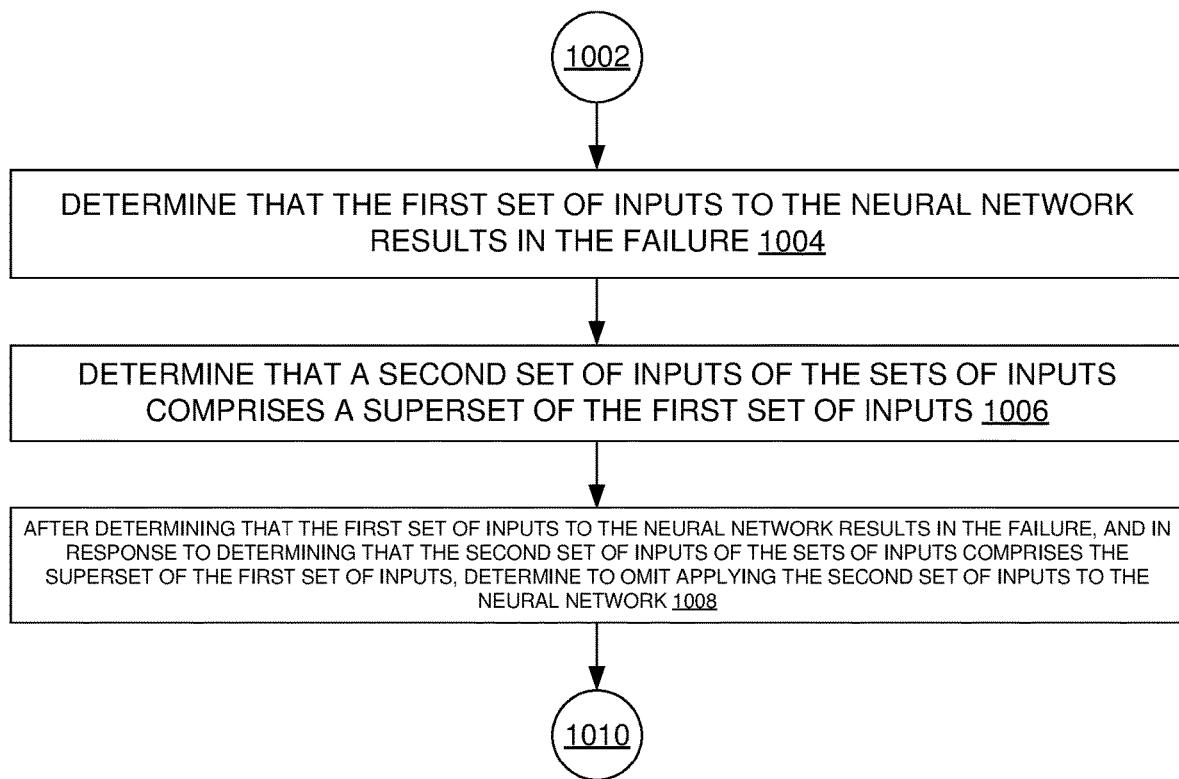 1002
DETERMINE THAT THE FIRST SET OF INPUTS TO THE NEURAL NETWORK
RESULTS IN THE FAILURE 1004
DETERMINE THAT A SECOND SET OF INPUTS OF THE SETS OF INPUTS
COMPRISES A SUPERSET OF THE FIRST SET OF INPUTS 1006
AFTER DETERMINING THAT THE FIRST SET OF INPUTS TO THE NEURAL NETWORK RESULTS IN THE FAILURE, AND IN
RESPONSE TO DETERMINING THAT THE SECOND SET OF INPUTS OF THE SETS OF INPUTS COMPRISES THE
SUPERSET OF THE FIRST SET OF INPUTS, DETERMINE TO OMIT APPLYING THE SECOND SET OF INPUTS TO THE
NEURAL NETWORK 1008
1010